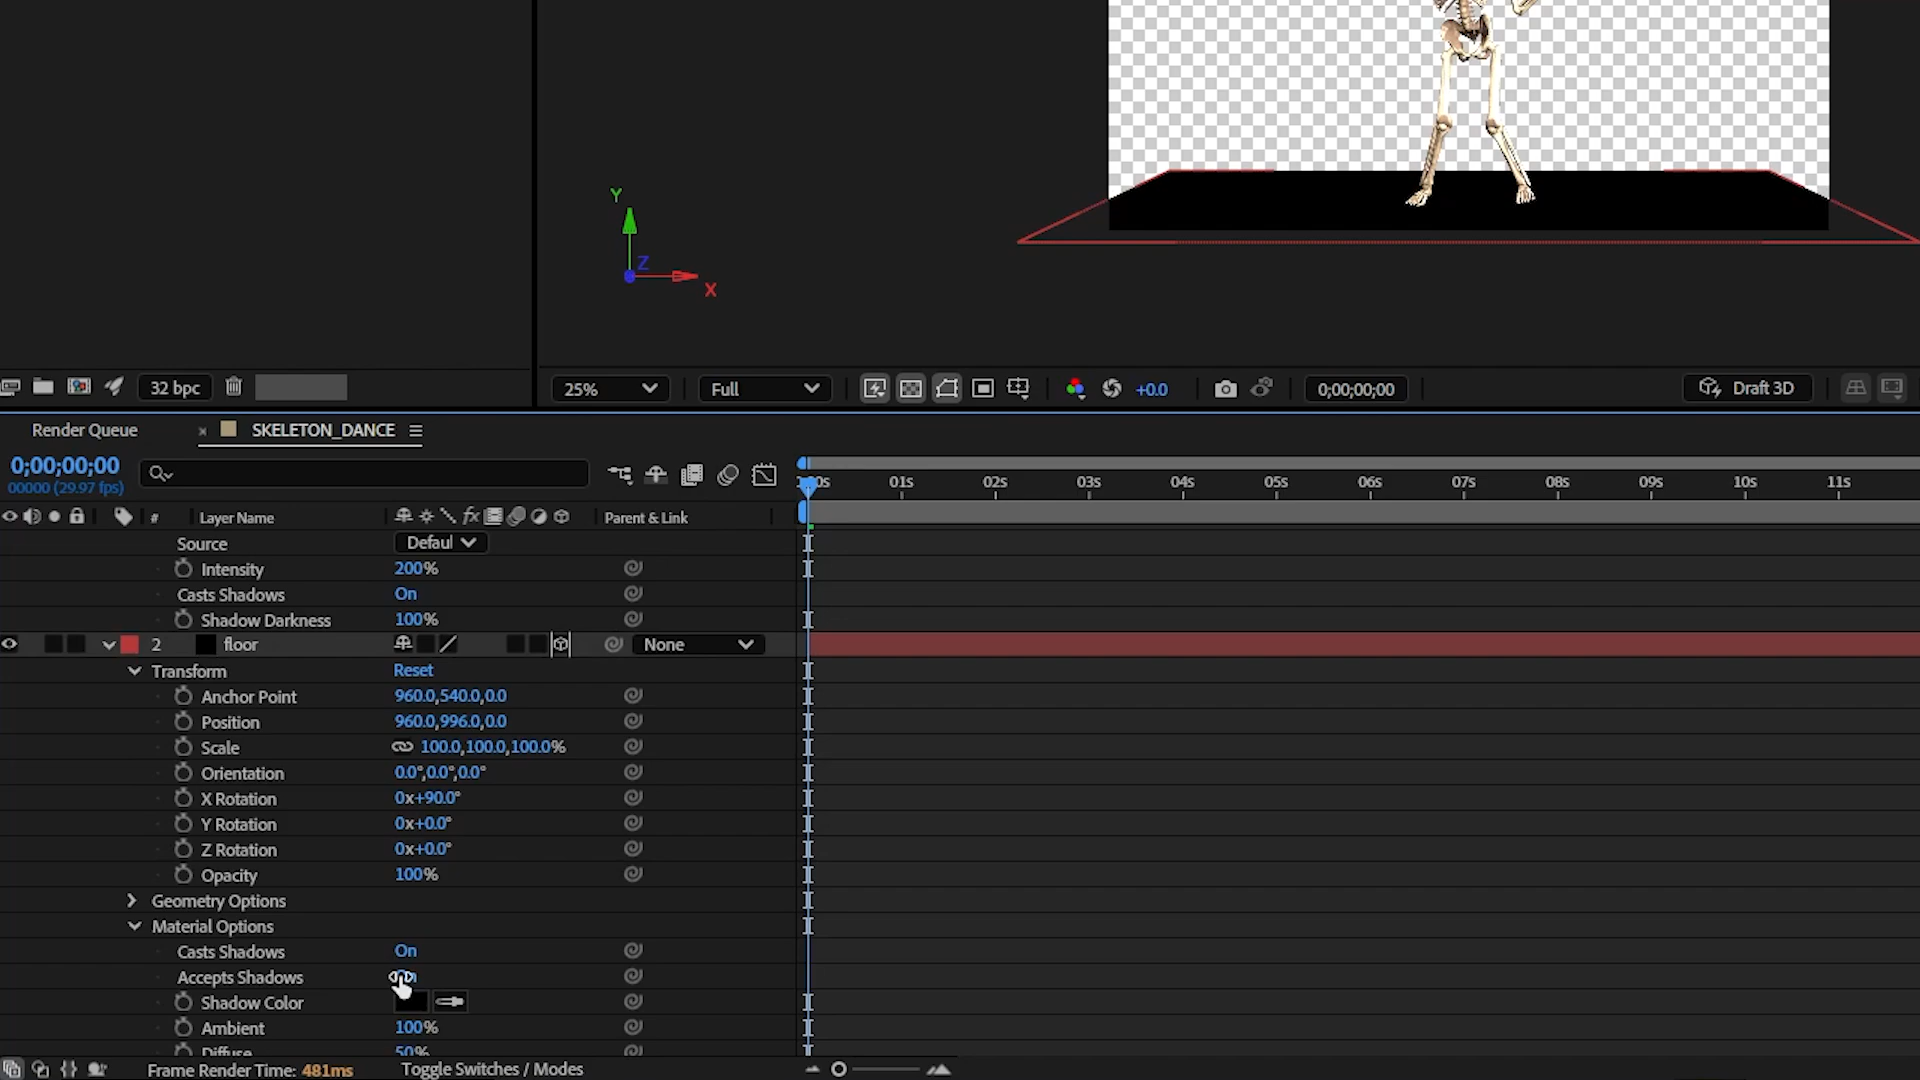 Y
Z
X
32 bpc
25%
Full
+0.0
0;00;00;00
Draft 3D
Render Queue
× SKELETON_DANCE
0;00;00;00
00000 (29.97 fps)
:00s 01s 02s 03s 04s 05s 06s 07s 08s 09s 10s 11s
# Layer Name fx Parent & Link
Source Defaul
Intensity 200%
Casts Shadows On
Shadow Darkness 100%
2 floor None
Transform Reset
Anchor Point 960.0,540.0,0.0
Position 960.0,996.0,0.0
Scale 100.0,100.0,100.0%
Orientation 0.0°,0.0°,0.0°
X Rotation 0x+90.0°
Y Rotation 0x+0.0°
Z Rotation 0x+0.0°
Opacity 100%
Geometry Options
Material Options
Casts Shadows On
Accepts Shadows
Shadow Color
Ambient 100%
Diffuse 50%
Frame Render Time: 481ms Toggle Switches / Modes